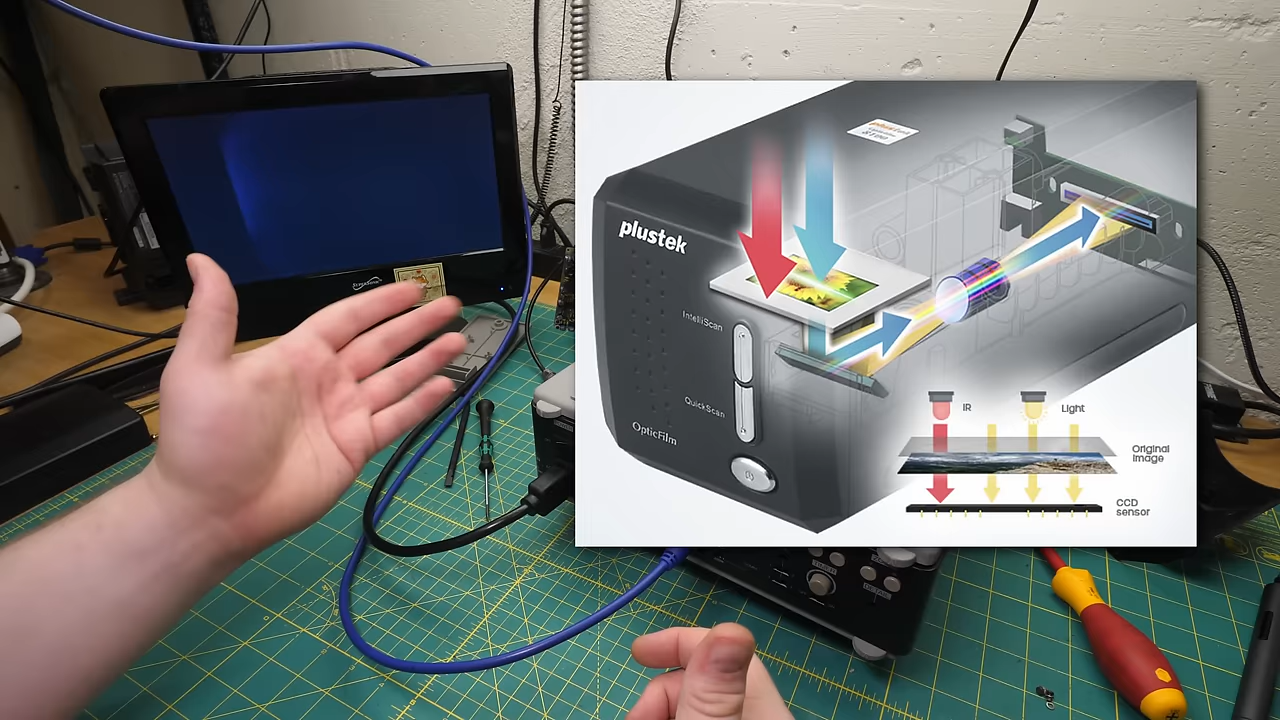 plustek
IntelliScan
QuickScan
OpticFilm
IR
Light
Original
Image
CCD
sensor